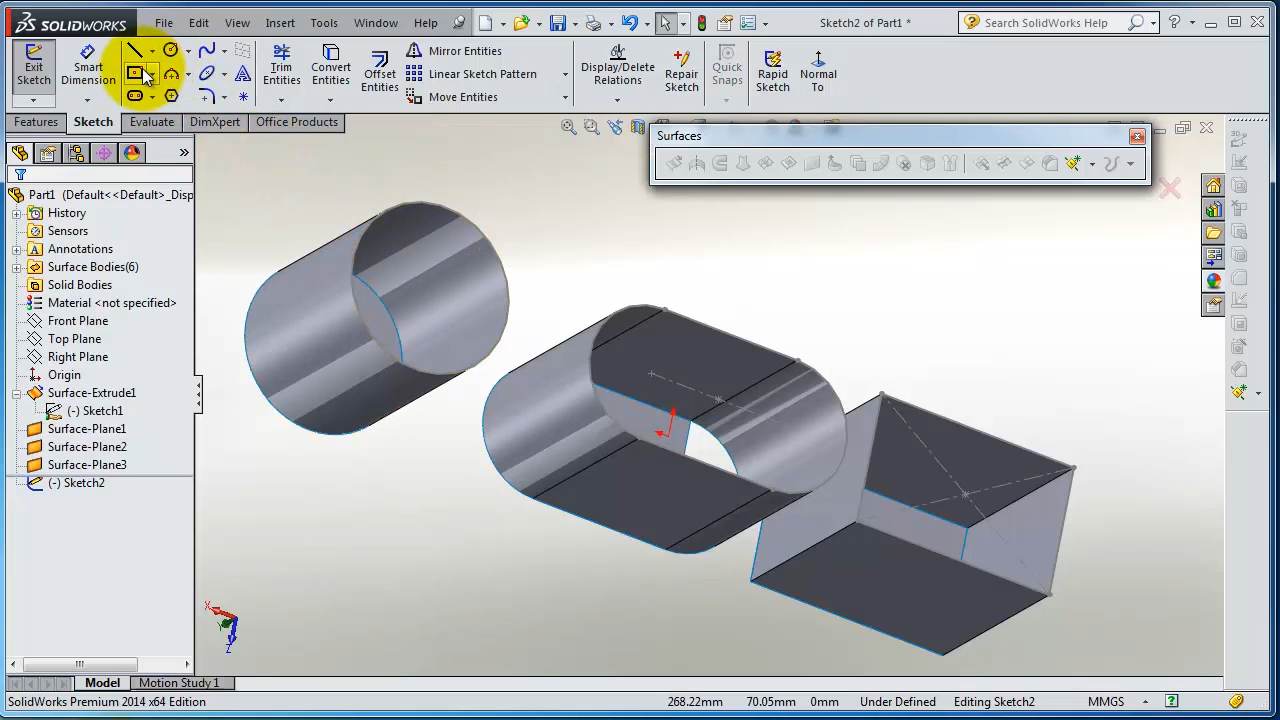 SOLIDWORKS File Edit View Insert Tools Window Help Sketch2 of Part1 * Search SolidWorks Help
Exit Sketch
Smart Dimension
Trim Entities
Convert Entities
Offset Entities
Mirror Entities
Linear Sketch Pattern
Move Entities
Display/Delete Relations
Repair Sketch
Quick Snaps
Rapid Sketch
Normal To
Features Sketch Evaluate DimXpert Office Products
Surfaces
Part1 (Default<<Default>_Disp
History
Sensors
Annotations
Surface Bodies(6)
Solid Bodies
Material <not specified>
Front Plane
Top Plane
Right Plane
Origin
Surface-Extrude1
(-) Sketch1
Surface-Plane1
Surface-Plane2
Surface-Plane3
(-) Sketch2
X
Y
Z
Model Motion Study 1
SolidWorks Premium 2014 x64 Edition 268.22mm 70.05mm 0mm Under Defined Editing Sketch2 MMGS